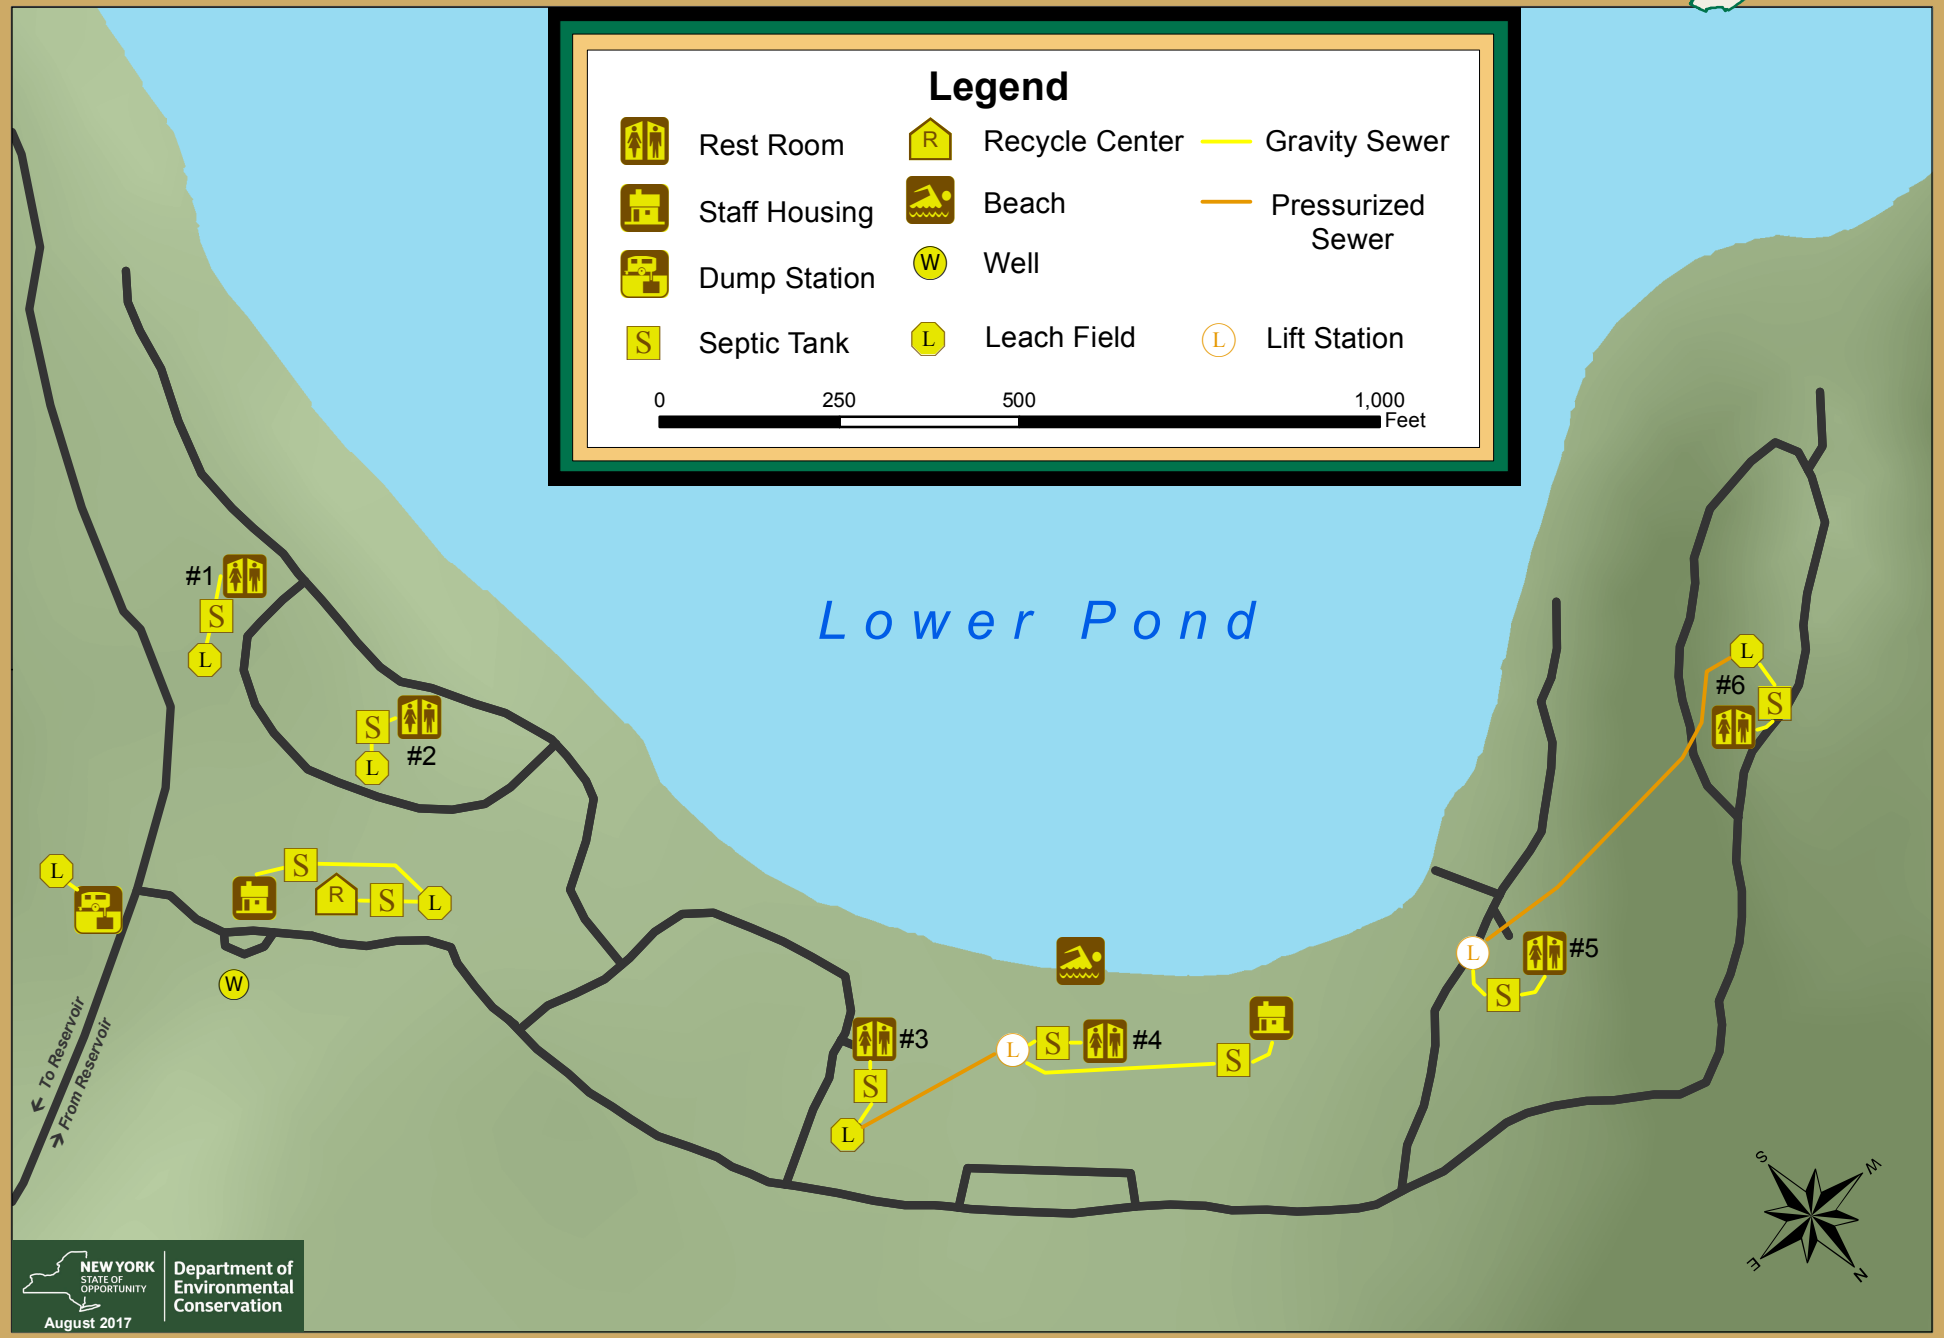 Legend
Rest Room
Staff Housing
Dump Station
S
Septic Tank
R
Recycle Center
Beach
W
Well
L
Leach Field
Gravity Sewer
Pressurized
Sewer
L
Lift Station
0
250
500
1,000
Feet
Lower Pond
#1
S
L
S
#2
L
L
S
R
S
L
W
To Reservoir
From Reservoir
#3
S
L
L
S
#4
S
L
#5
S
L
#6
S
S
W
E
N
NEW YORK
STATE OF
OPPORTUNITY
Department of
Environmental
Conservation
August 2017